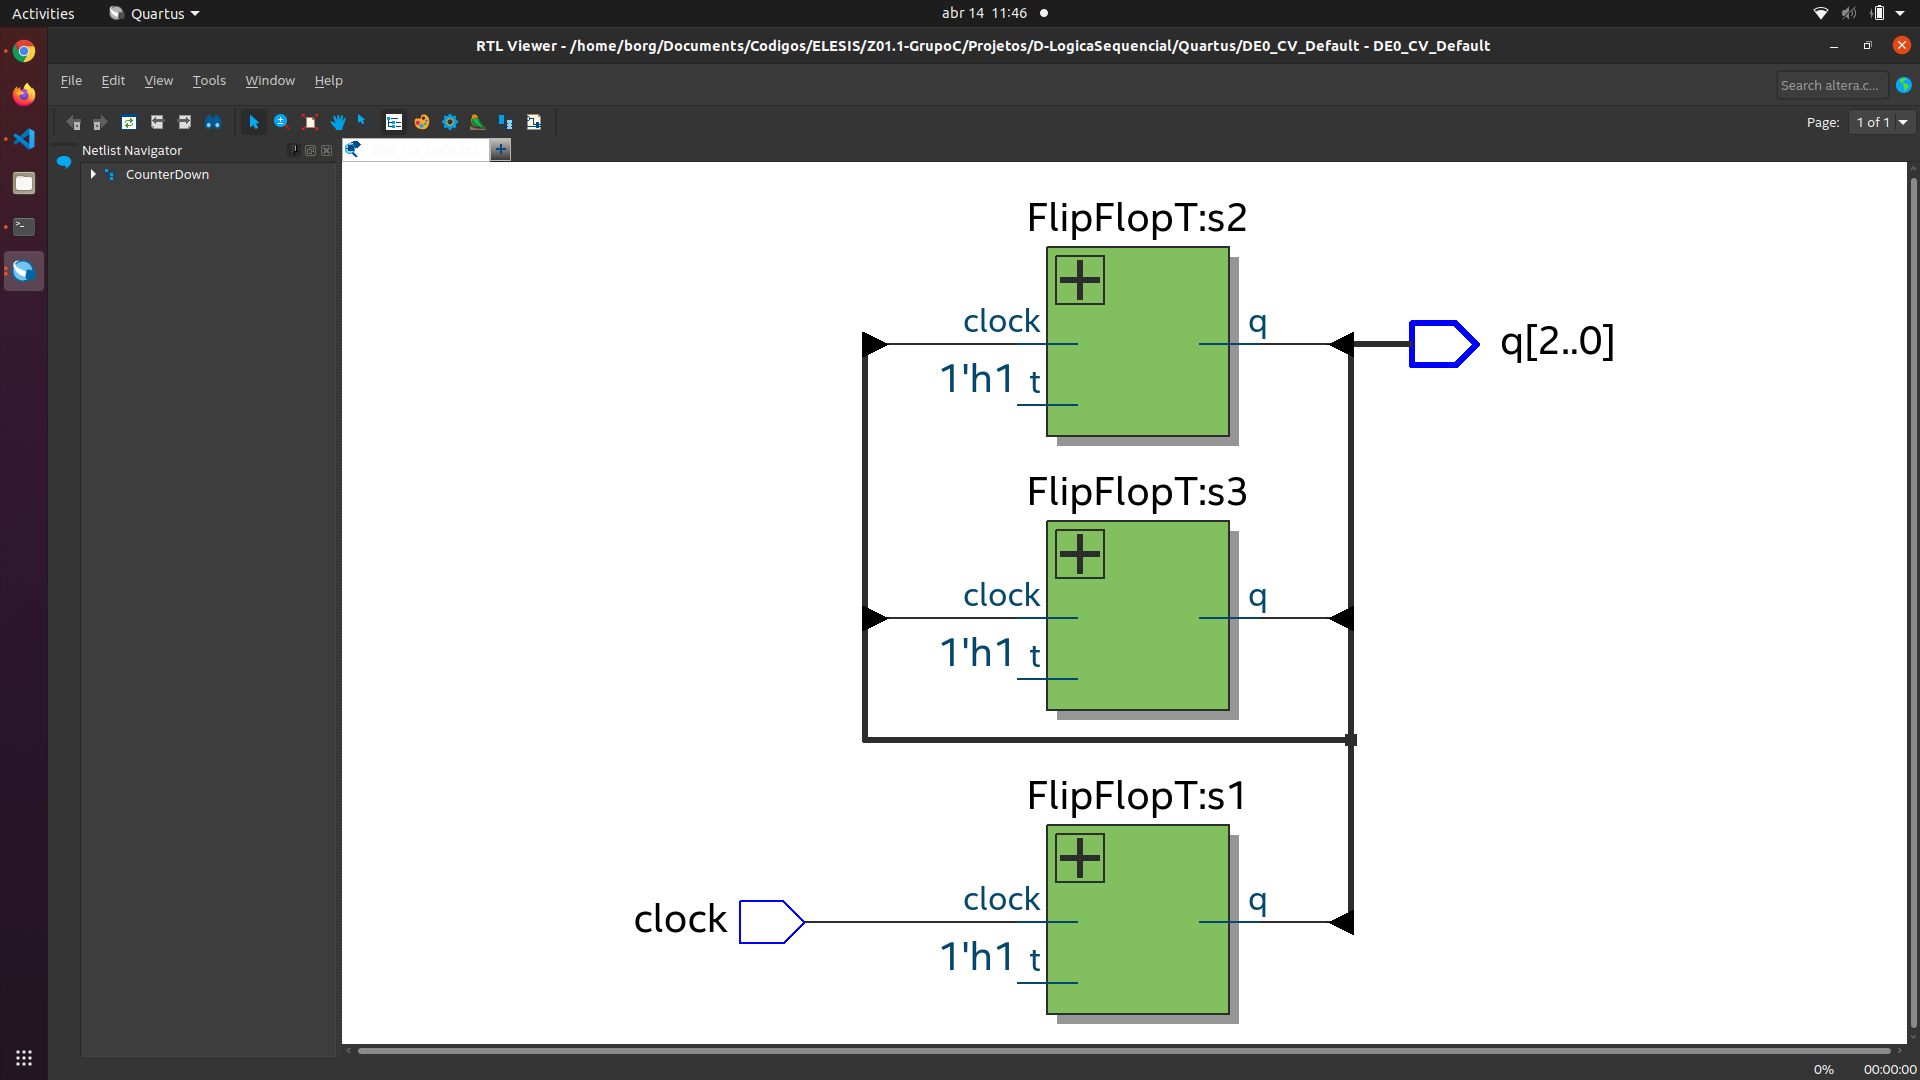 Activities
Quartus
abr 14 11:46
RTL Viewer - /home/borg/Documents/Codigos/ELESIS/Z01.1-GrupoC/Projetos/D-LogicaSequencial/Quartus/DE0_CV_Default - DE0_CV_Default
File Edit View Tools Window Help
Search altera.c...
Page: 1 of 1
Netlist Navigator
CounterDown
FlipFlopT:s2
clock
q
q[2..0]
1'h1 t
FlipFlopT:s3
clock
q
1'h1 t
FlipFlopT:s1
clock
clock
q
1'h1 t
0% 00:00:00